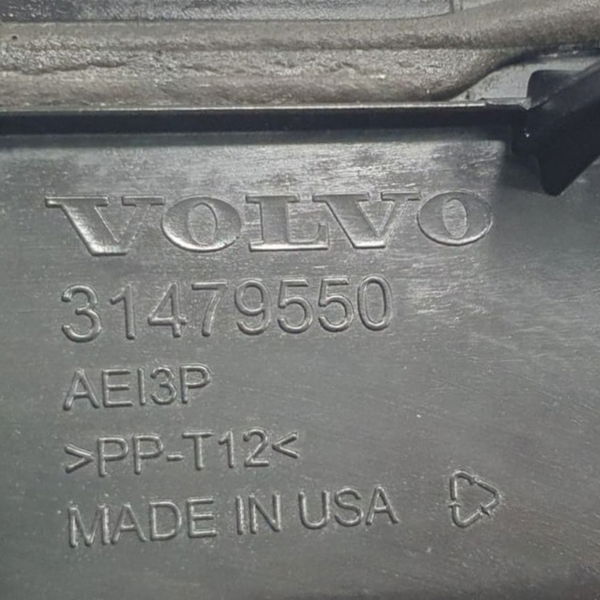 VOLVO
31479550
AEI3P
>PP-T12<
MADE IN USA